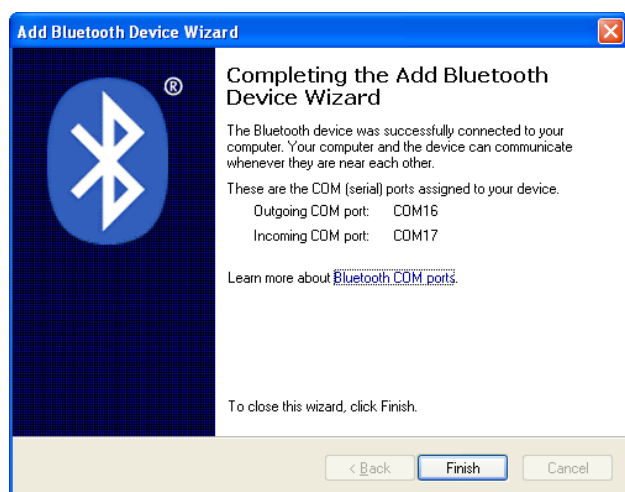 Add Bluetooth Device Wizard
®
Completing the Add Bluetooth
Device Wizard
The Bluetooth device was successfully connected to your
computer. Your computer and the device can communicate
whenever they are near each other.
These are the COM (serial) ports assigned to your device.
Outgoing COM port: COM16
Incoming COM port: COM17
Learn more about Bluetooth COM ports.
To close this wizard, click Finish.
< Back Finish Cancel